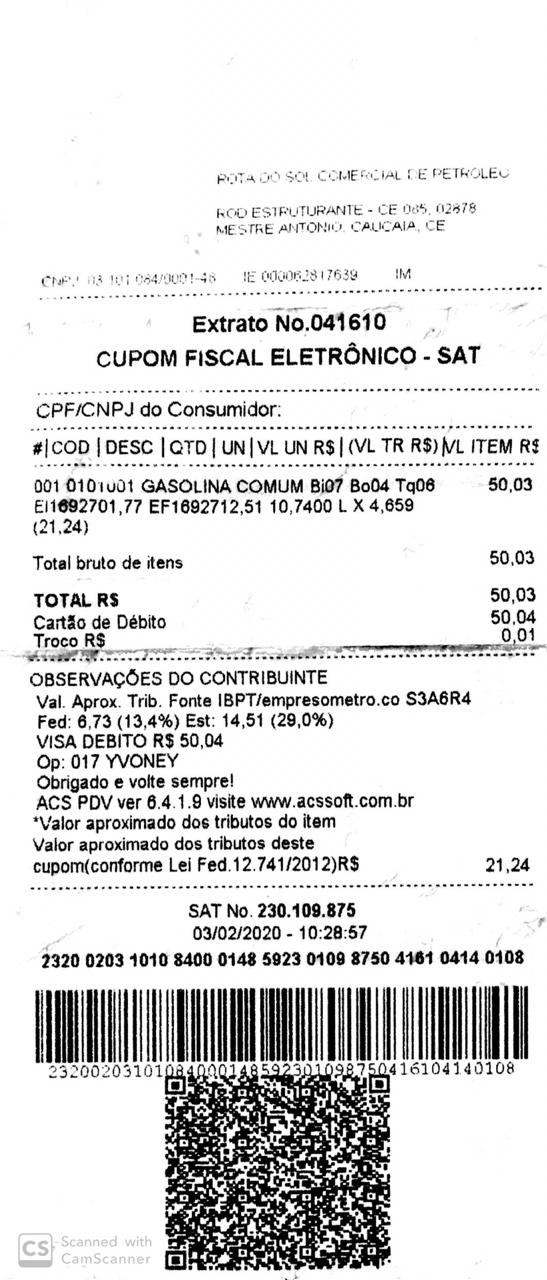 ROTA DO SOL COMERCIAL DE PETROLEO
ROD ESTRUTURANTE - CE 085, 02878
MESTRE ANTONIO, CAUCAIA, CE
CNPJ 03.101.084/0001-48 IE 000062817639 IM
Extrato No.041610
CUPOM FISCAL ELETRÔNICO - SAT
CPF/CNPJ do Consumidor:
#|COD | DESC | QTD | UN | VL UN R$ | (VL TR R$) | VL ITEM R$
001 0101001 GASOLINA COMUM Bi07 Bo04 Tq06 50,03
EI1692701,77 EF1692712,51 10,7400 L X 4,659
(21,24)
Total bruto de itens 50,03
TOTAL R$ 50,03
Cartão de Débito 50,04
Troco R$ 0,01
OBSERVAÇÕES DO CONTRIBUINTE
Val. Aprox. Trib. Fonte IBPT/empresometro.co S3A6R4
Fed: 6,73 (13,4%) Est: 14,51 (29,0%)
VISA DEBITO R$ 50,04
Op: 017 YVONEY
Obrigado e volte sempre!
ACS PDV ver 6.4.1.9 visite www.acssoft.com.br
*Valor aproximado dos tributos do item
Valor aproximado dos tributos deste
cupom(conforme Lei Fed.12.741/2012)R$ 21,24
SAT No. 230.109.875
03/02/2020 - 10:28:57
2320 0203 1010 8400 0148 5923 0109 8750 4161 0414 0108
23200203101084000148592301098750416104140108
CS Scanned with
CamScanner